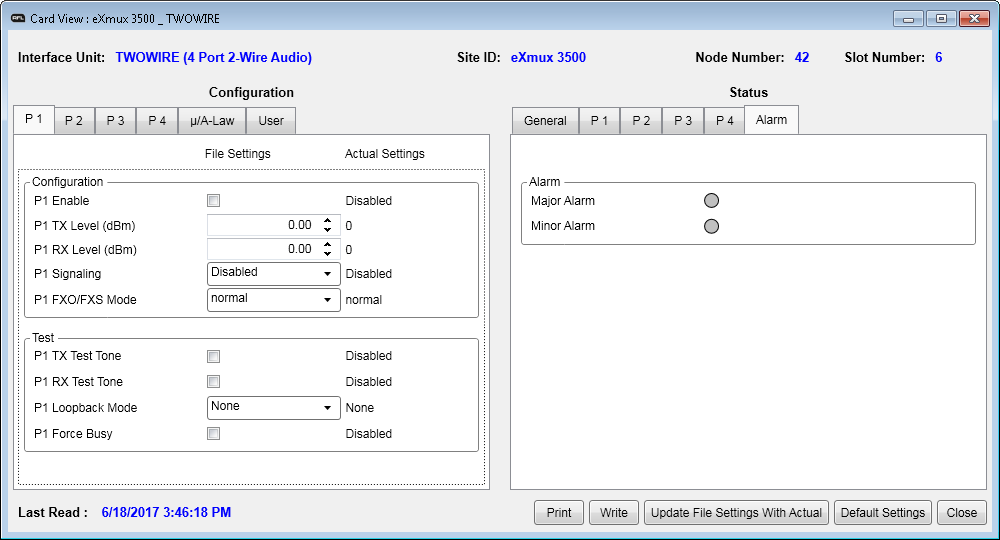 AFL Card View : eXmux 3500 _ TWOWIRE
Interface Unit: TWOWIRE (4 Port 2-Wire Audio) Site ID: eXmux 3500 Node Number: 42 Slot Number: 6
Configuration Status
P 1 P 2 P 3 P 4 µ/A-Law User General P 1 P 2 P 3 P 4 Alarm
File Settings Actual Settings
Configuration
P1 Enable Disabled
P1 TX Level (dBm) 0.00 0
P1 RX Level (dBm) 0.00 0
P1 Signaling Disabled Disabled
P1 FXO/FXS Mode normal normal
Test
P1 TX Test Tone Disabled
P1 RX Test Tone Disabled
P1 Loopback Mode None None
P1 Force Busy Disabled
Alarm
Major Alarm
Minor Alarm
Last Read : 6/18/2017 3:46:18 PM Print Write Update File Settings With Actual Default Settings Close